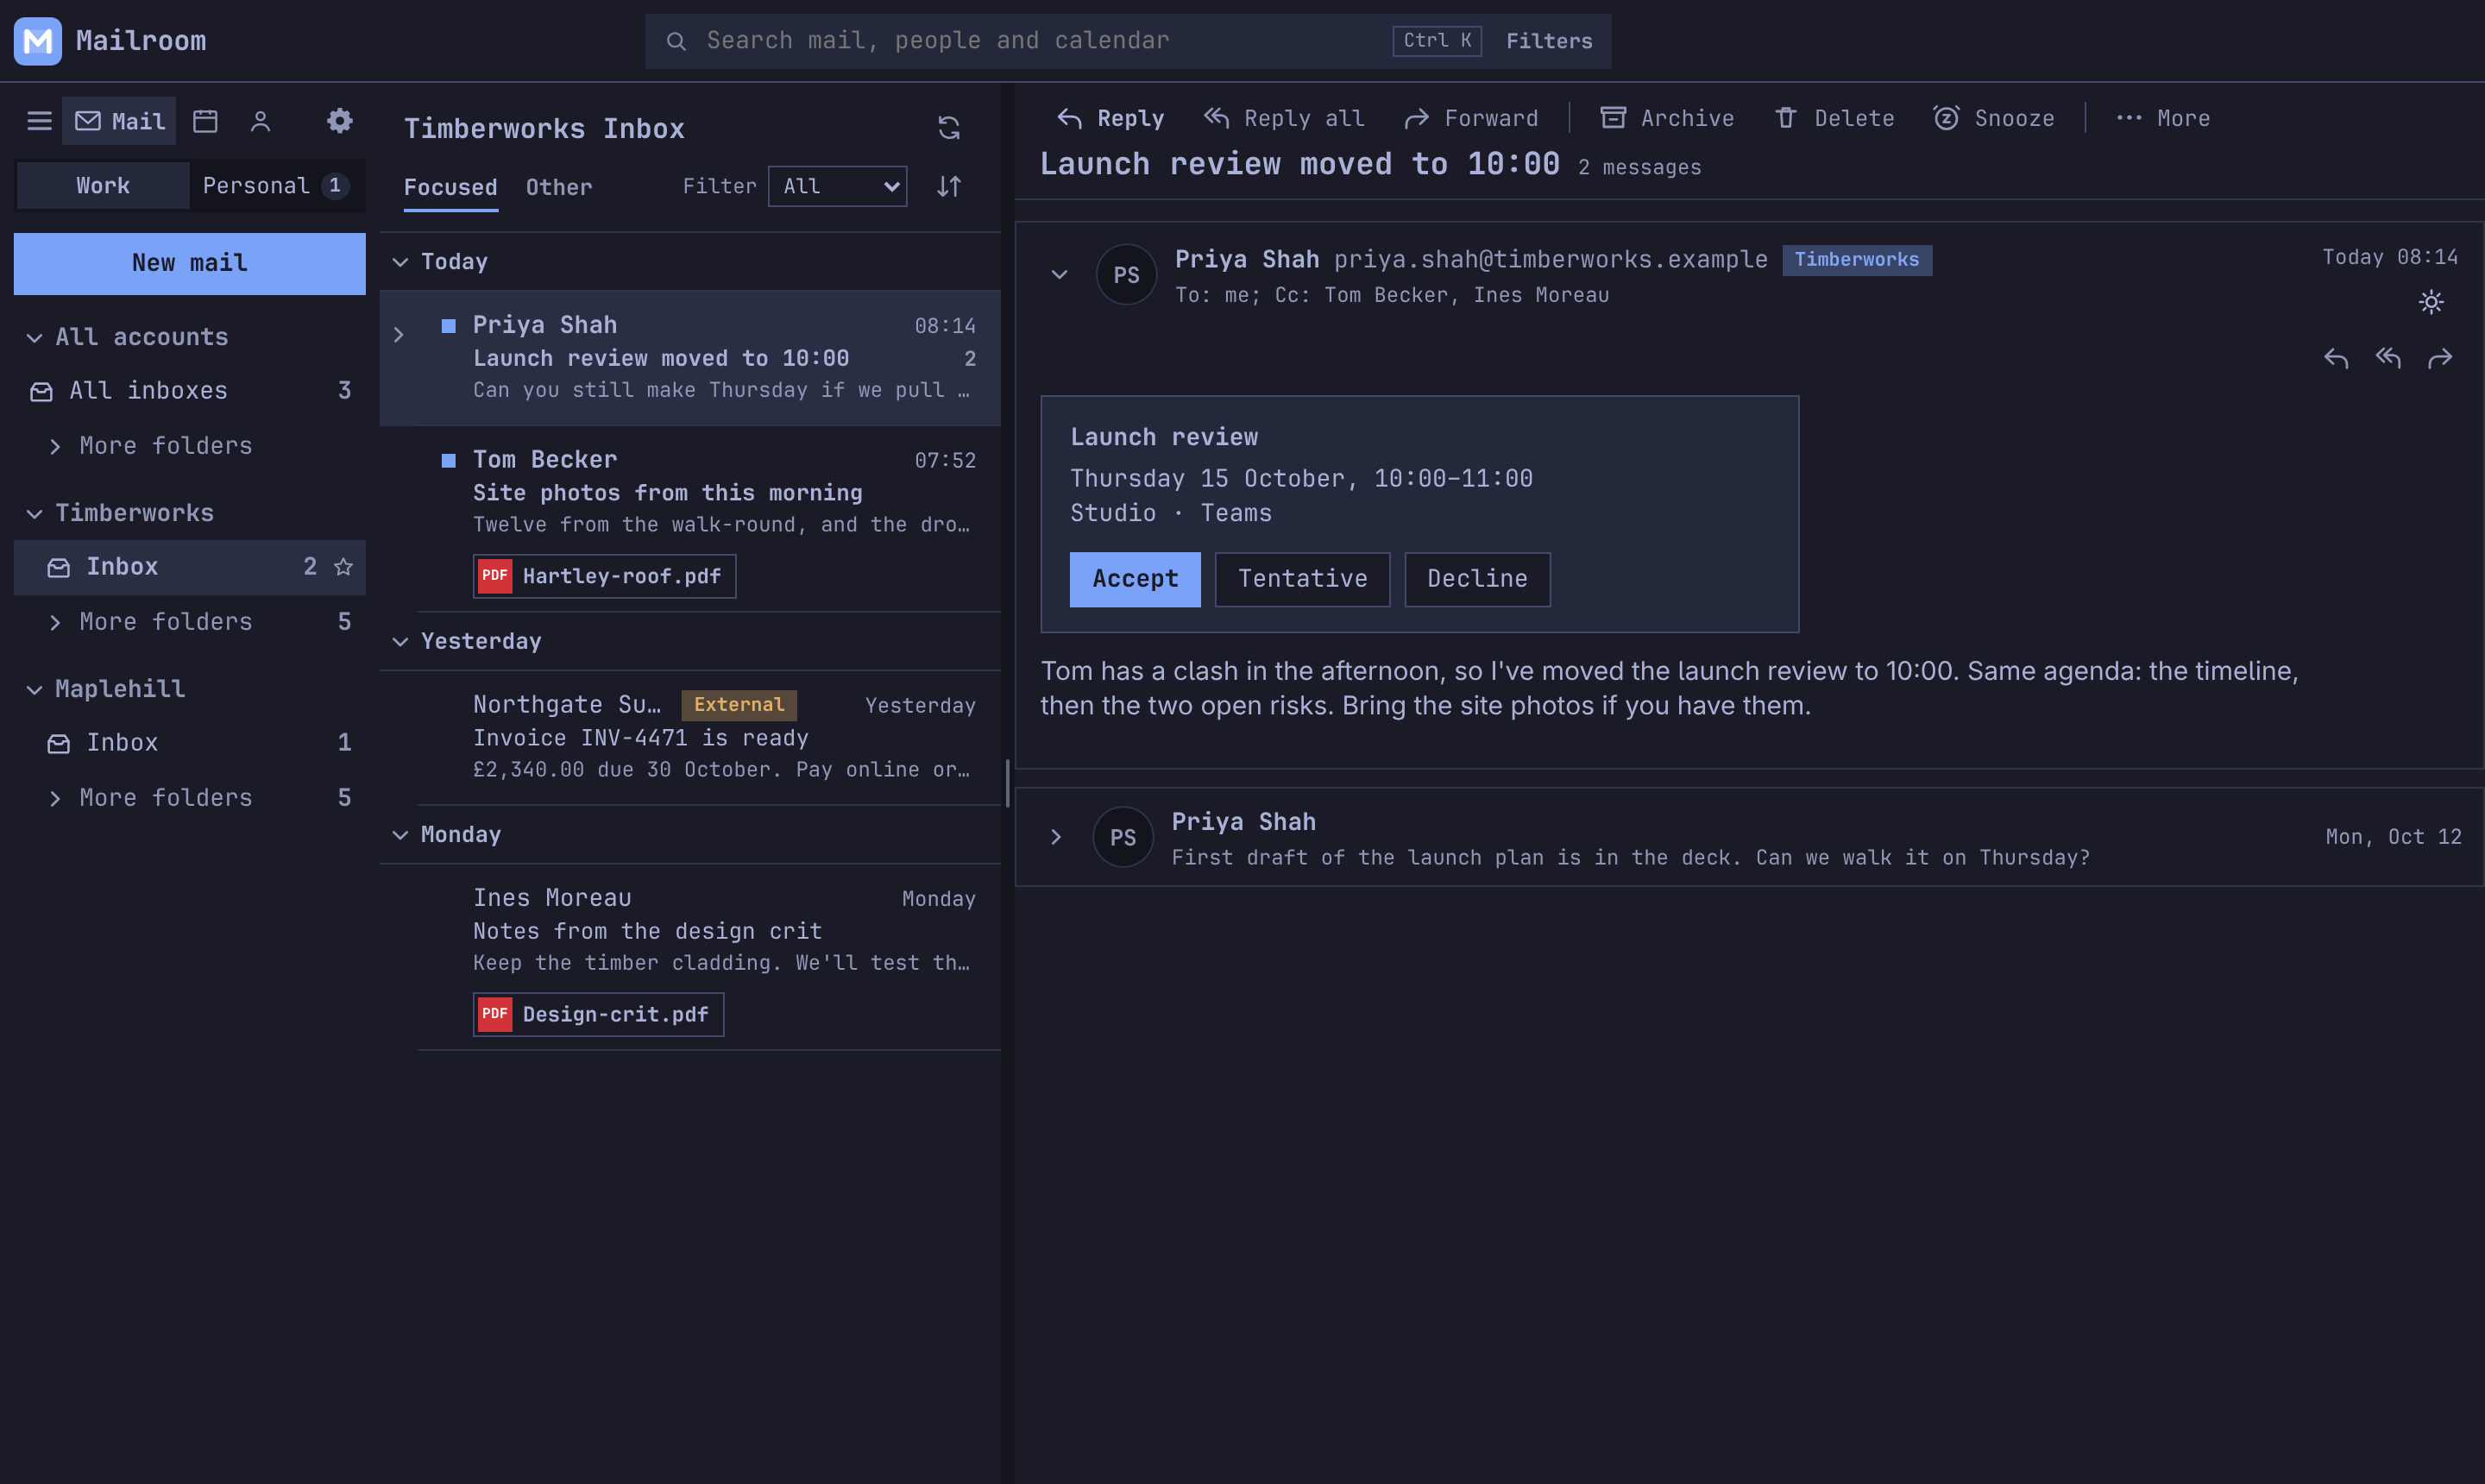 Mailroom
Search mail, people and calendar
Ctrl K
Filters
Mail
Work
Personal 1
New mail
All accounts
All inboxes 3
More folders
Timberworks
Inbox 2
More folders 5
Maplehill
Inbox 1
More folders 5
Timberworks Inbox
Focused
Other
Filter
All
Today
Priya Shah 08:14
Launch review moved to 10:00 2
Can you still make Thursday if we pull …
Tom Becker 07:52
Site photos from this morning
Twelve from the walk-round, and the dro…
PDF Hartley-roof.pdf
Yesterday
Northgate Su… External Yesterday
Invoice INV-4471 is ready
£2,340.00 due 30 October. Pay online or…
Monday
Ines Moreau Monday
Notes from the design crit
Keep the timber cladding. We'll test th…
PDF Design-crit.pdf
Reply
Reply all
Forward
Archive
Delete
Snooze
More
Launch review moved to 10:00 2 messages
PS
Priya Shah priya.shah@timberworks.example Timberworks
Today 08:14
To: me; Cc: Tom Becker, Ines Moreau
Launch review
Thursday 15 October, 10:00–11:00
Studio · Teams
Accept
Tentative
Decline
Tom has a clash in the afternoon, so I've moved the launch review to 10:00. Same agenda: the timeline,
then the two open risks. Bring the site photos if you have them.
PS
Priya Shah
Mon, Oct 12
First draft of the launch plan is in the deck. Can we walk it on Thursday?